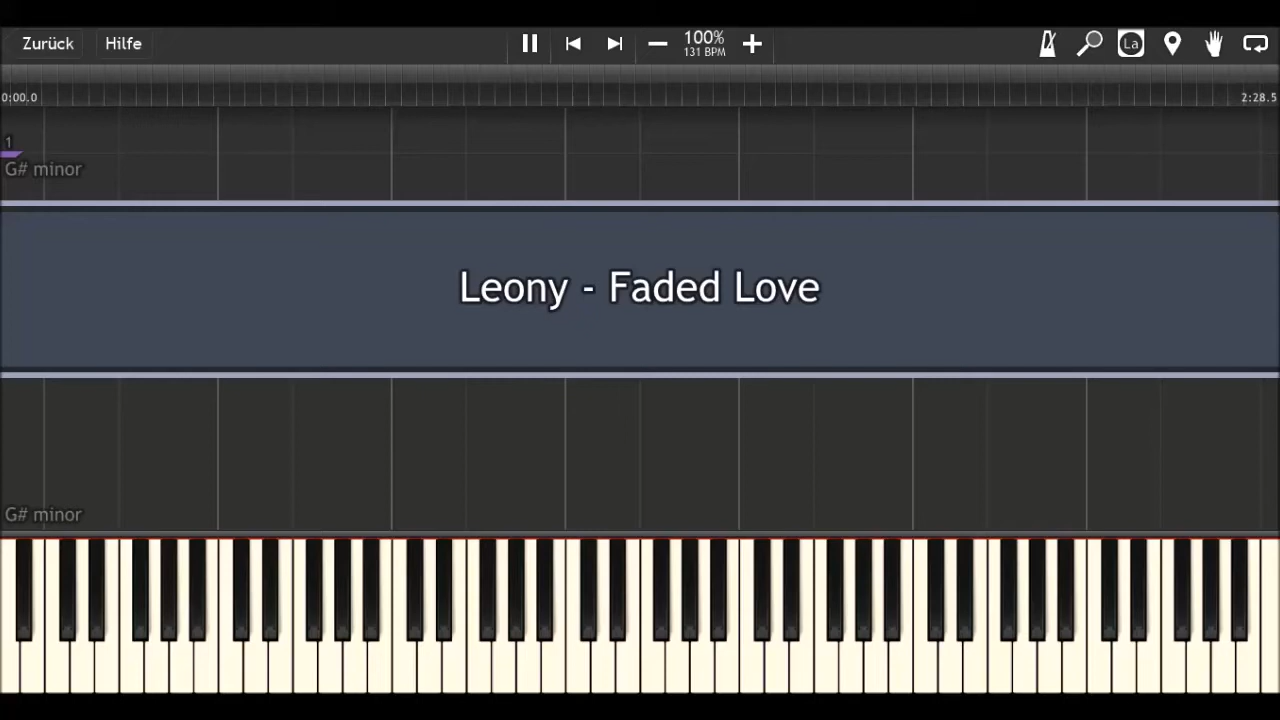 Zurück Hilfe 100% La
131 BPM
0:00.0 2:28.5
1
G# minor
Leony - Faded Love
G# minor